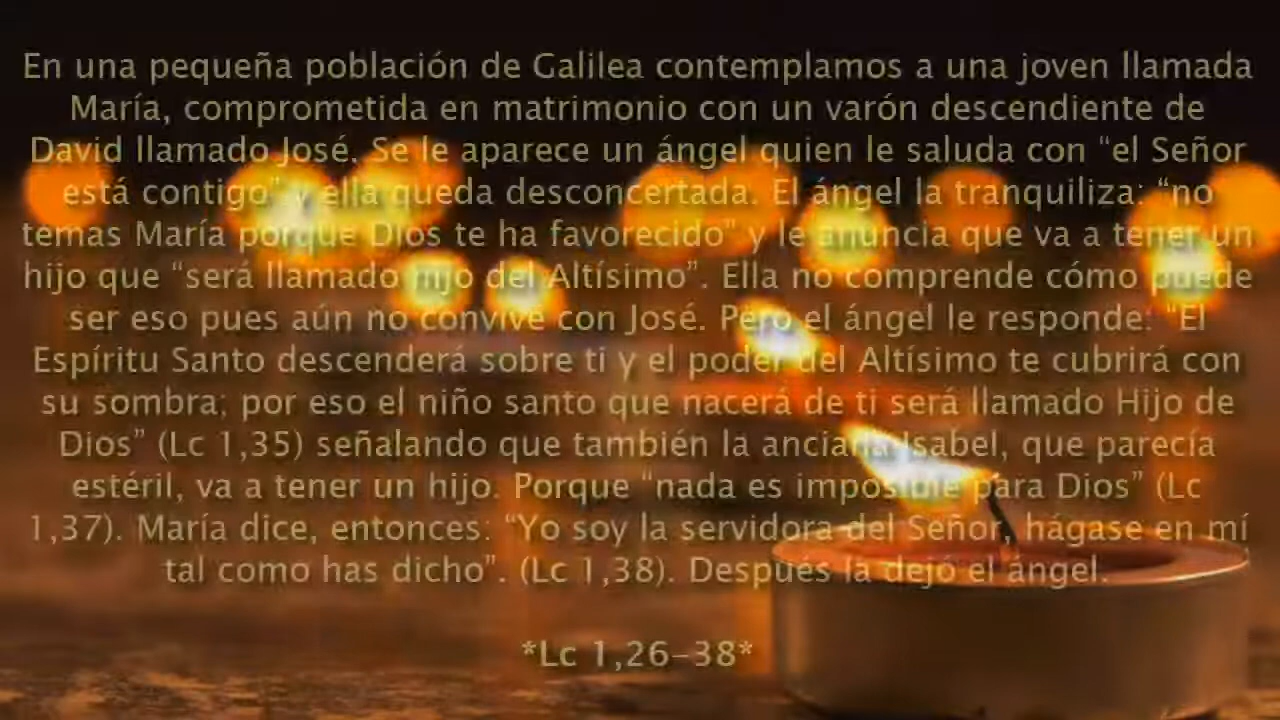 En una pequeña población de Galilea contemplamos a una joven llamada
María, comprometida en matrimonio con un varón descendiente de
David llamado José. Se le aparece un ángel quien le saluda con “el Señor
está contigo” y ella queda desconcertada. El ángel la tranquiliza: “no
temas María porque Dios te ha favorecido” y le anuncia que va a tener un
hijo que “será llamado hijo del Altísimo”. Ella no comprende cómo puede
ser eso pues aún no convive con José. Pero el ángel le responde: “El
Espíritu Santo descenderá sobre ti y el poder del Altísimo te cubrirá con
su sombra; por eso el niño santo que nacerá de ti será llamado Hijo de
Dios” (Lc 1,35) señalando que también la anciana Isabel, que parecía
estéril, va a tener un hijo. Porque “nada es imposible para Dios” (Lc
1,37). María dice, entonces: “Yo soy la servidora del Señor, hágase en mí
tal como has dicho”. (Lc 1,38). Después la dejó el ángel.
*Lc 1,26-38*